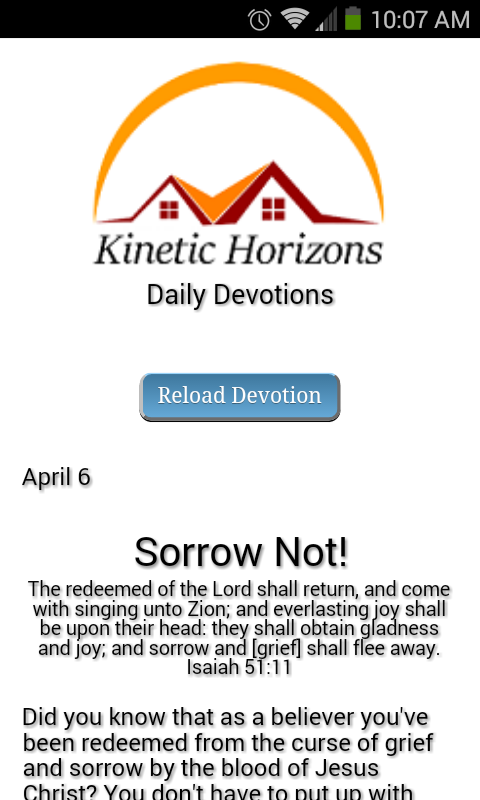 10:07 AM
Kinetic Horizons
Daily Devotions
Reload Devotion
April 6
Sorrow Not!
The redeemed of the Lord shall return, and come
with singing unto Zion; and everlasting joy shall
be upon their head: they shall obtain gladness
and joy; and sorrow and [grief] shall flee away.
Isaiah 51:11
Did you know that as a believer you've
been redeemed from the curse of grief
and sorrow by the blood of Jesus
Christ? You don't have to put up with